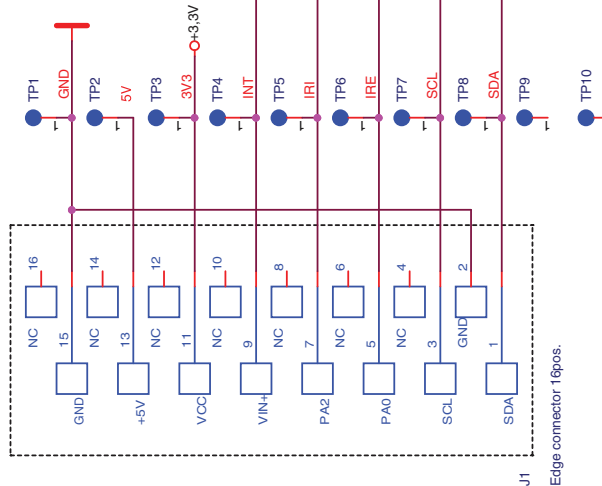 TP1
GND
TP2
5V
TP3
3V3
+3,3V
TP4
INT
TP5
IRI
TP6
IRE
TP7
SCL
TP8
SDA
TP9
TP10
1
1
1
1
1
1
1
1
1
16
NC
15
GND
14
NC
13
+5V
12
NC
11
VCC
10
NC
9
VIN+
8
NC
7
PA2
6
NC
5
PA0
4
NC
3
SCL
2
GND
1
SDA
J1
Edge connector 16pos.